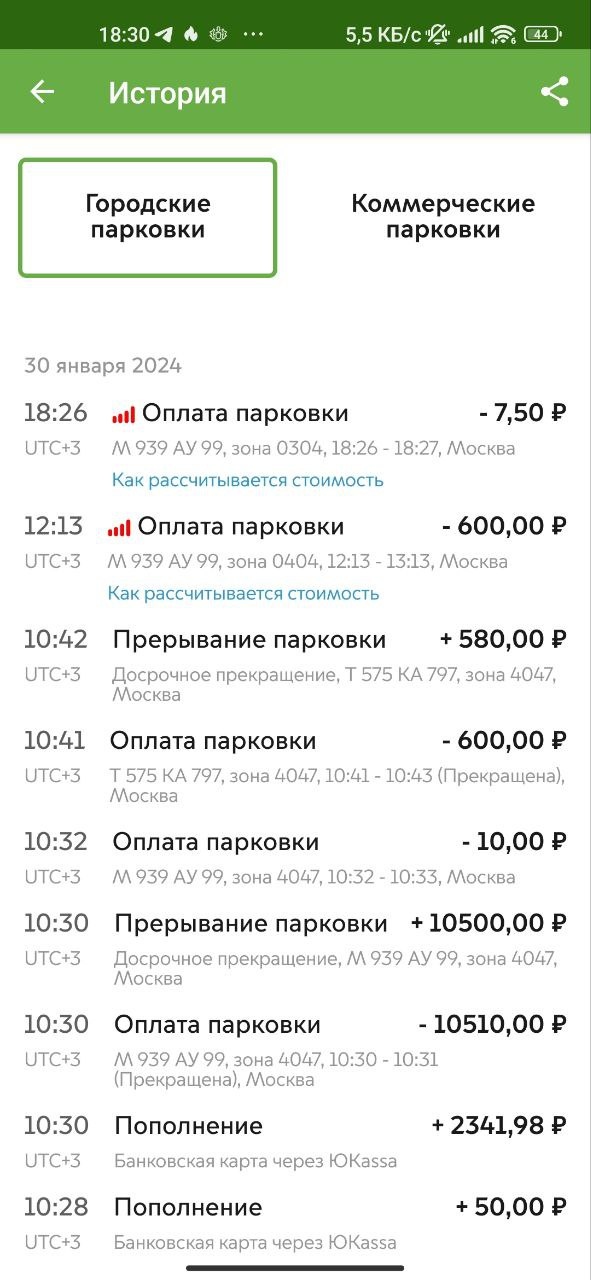 18:30 ... 5,5 КБ/с 44
История
Городские парковки
Коммерческие парковки
30 января 2024
18:26 Оплата парковки - 7,50 ₽
UTC+3 М 939 АУ 99, зона 0304, 18:26 - 18:27, Москва
Как рассчитывается стоимость
12:13 Оплата парковки - 600,00 ₽
UTC+3 М 939 АУ 99, зона 0404, 12:13 - 13:13, Москва
Как рассчитывается стоимость
10:42 Прерывание парковки + 580,00 ₽
UTC+3 Досрочное прекращение, Т 575 КА 797, зона 4047,
Москва
10:41 Оплата парковки - 600,00 ₽
UTC+3 Т 575 КА 797, зона 4047, 10:41 - 10:43 (Прекращена),
Москва
10:32 Оплата парковки - 10,00 ₽
UTC+3 М 939 АУ 99, зона 4047, 10:32 - 10:33, Москва
10:30 Прерывание парковки + 10500,00 ₽
UTC+3 Досрочное прекращение, М 939 АУ 99, зона 4047,
Москва
10:30 Оплата парковки - 10510,00 ₽
UTC+3 М 939 АУ 99, зона 4047, 10:30 - 10:31
(Прекращена), Москва
10:30 Пополнение + 2341,98 ₽
UTC+3 Банковская карта через ЮKassa
10:28 Пополнение + 50,00 ₽
UTC+3 Банковская карта через ЮKassa